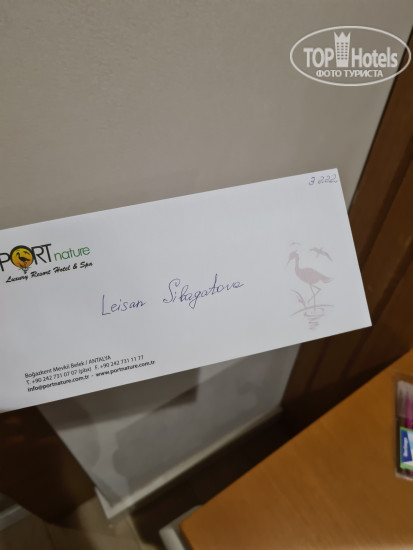 TOP Hotels
ФОТО ТУРИСТА
3222
PORT nature
Luxury Resort Hotel & Spa
Leisan Sibagatova
Boğazkent Mevkii Belek / ANTALYA
T. +90 242 731 07 07 (pbx) F. +90 242 731 11 77
info@portnature.com.tr - www.portnature.com.tr